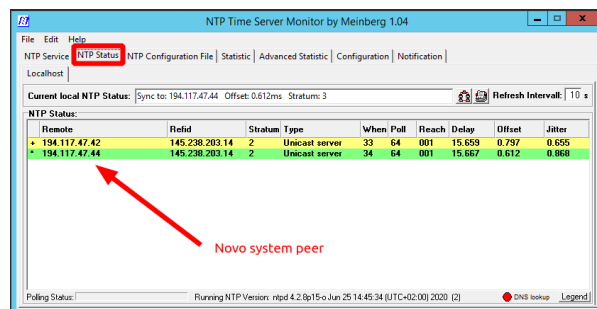 NTP Time Server Monitor by Meinberg 1.04
File Edit Help
NTP Service NTP Status NTP Configuration File Statistic Advanced Statistic Configuration Notification
Localhost
Current local NTP Status: Sync to: 194.117.47.44 Offset: 0.612ms Stratum: 3 Refresh Intervall: 10 s
NTP Status:
Remote Refid Stratum Type When Poll Reach Delay Offset Jitter
+ 194.117.47.42 145.238.203.14 2 Unicast server 33 64 001 15.659 0.797 0.655
* 194.117.47.44 145.238.203.14 2 Unicast server 34 64 001 15.667 0.612 0.868
Novo system peer
Polling Status: Running NTP Version: ntpd 4.2.8p15-o Jun 25 14:45:34 (UTC+02:00) 2020 (2) DNS lookup Legend